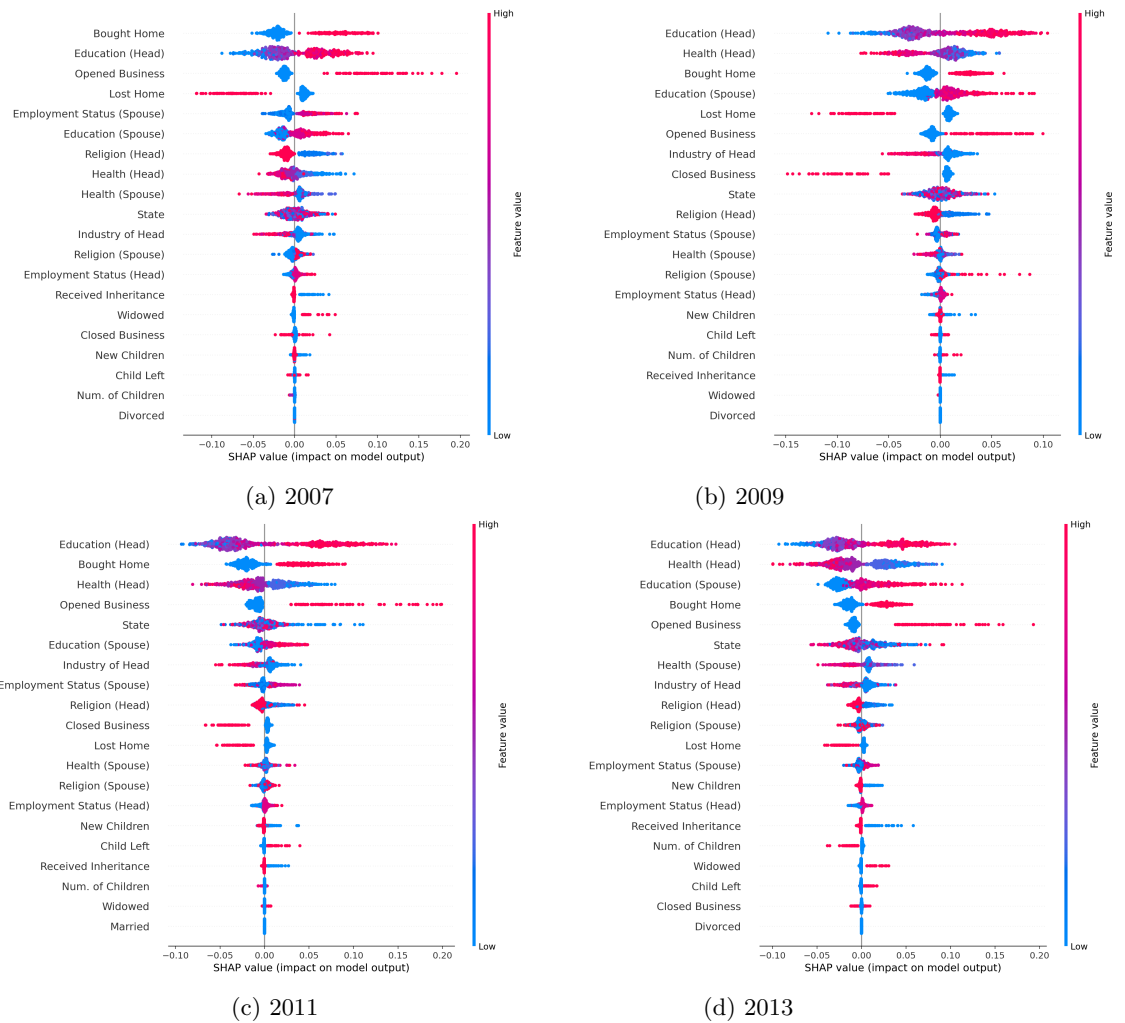 High
Bought Home
Education (Head)
Opened Business
Lost Home
Employment Status (Spouse)
Education (Spouse)
Religion (Head)
Health (Head)
Health (Spouse)
State
Industry of Head
Religion (Spouse)
Employment Status (Head)
Received Inheritance
Widowed
Closed Business
New Children
Child Left
Num. of Children
Divorced
Feature value
Low
−0.10 −0.05 0.00 0.05 0.10 0.15 0.20
SHAP value (impact on model output)
(a) 2007
High
Education (Head)
Health (Head)
Bought Home
Education (Spouse)
Lost Home
Opened Business
Industry of Head
Closed Business
State
Religion (Head)
Employment Status (Spouse)
Health (Spouse)
Religion (Spouse)
Employment Status (Head)
New Children
Child Left
Num. of Children
Received Inheritance
Widowed
Divorced
Feature value
Low
−0.15 −0.10 −0.05 0.00 0.05 0.10
SHAP value (impact on model output)
(b) 2009
High
Education (Head)
Bought Home
Health (Head)
Opened Business
State
Education (Spouse)
Industry of Head
Employment Status (Spouse)
Religion (Head)
Closed Business
Lost Home
Health (Spouse)
Religion (Spouse)
Employment Status (Head)
New Children
Child Left
Received Inheritance
Num. of Children
Widowed
Married
Feature value
Low
−0.10 −0.05 0.00 0.05 0.10 0.15 0.20
SHAP value (impact on model output)
(c) 2011
High
Education (Head)
Health (Head)
Education (Spouse)
Bought Home
Opened Business
State
Health (Spouse)
Industry of Head
Religion (Head)
Religion (Spouse)
Lost Home
Employment Status (Spouse)
New Children
Employment Status (Head)
Received Inheritance
Num. of Children
Widowed
Child Left
Closed Business
Divorced
Feature value
Low
−0.10 −0.05 0.00 0.05 0.10 0.15 0.20
SHAP value (impact on model output)
(d) 2013